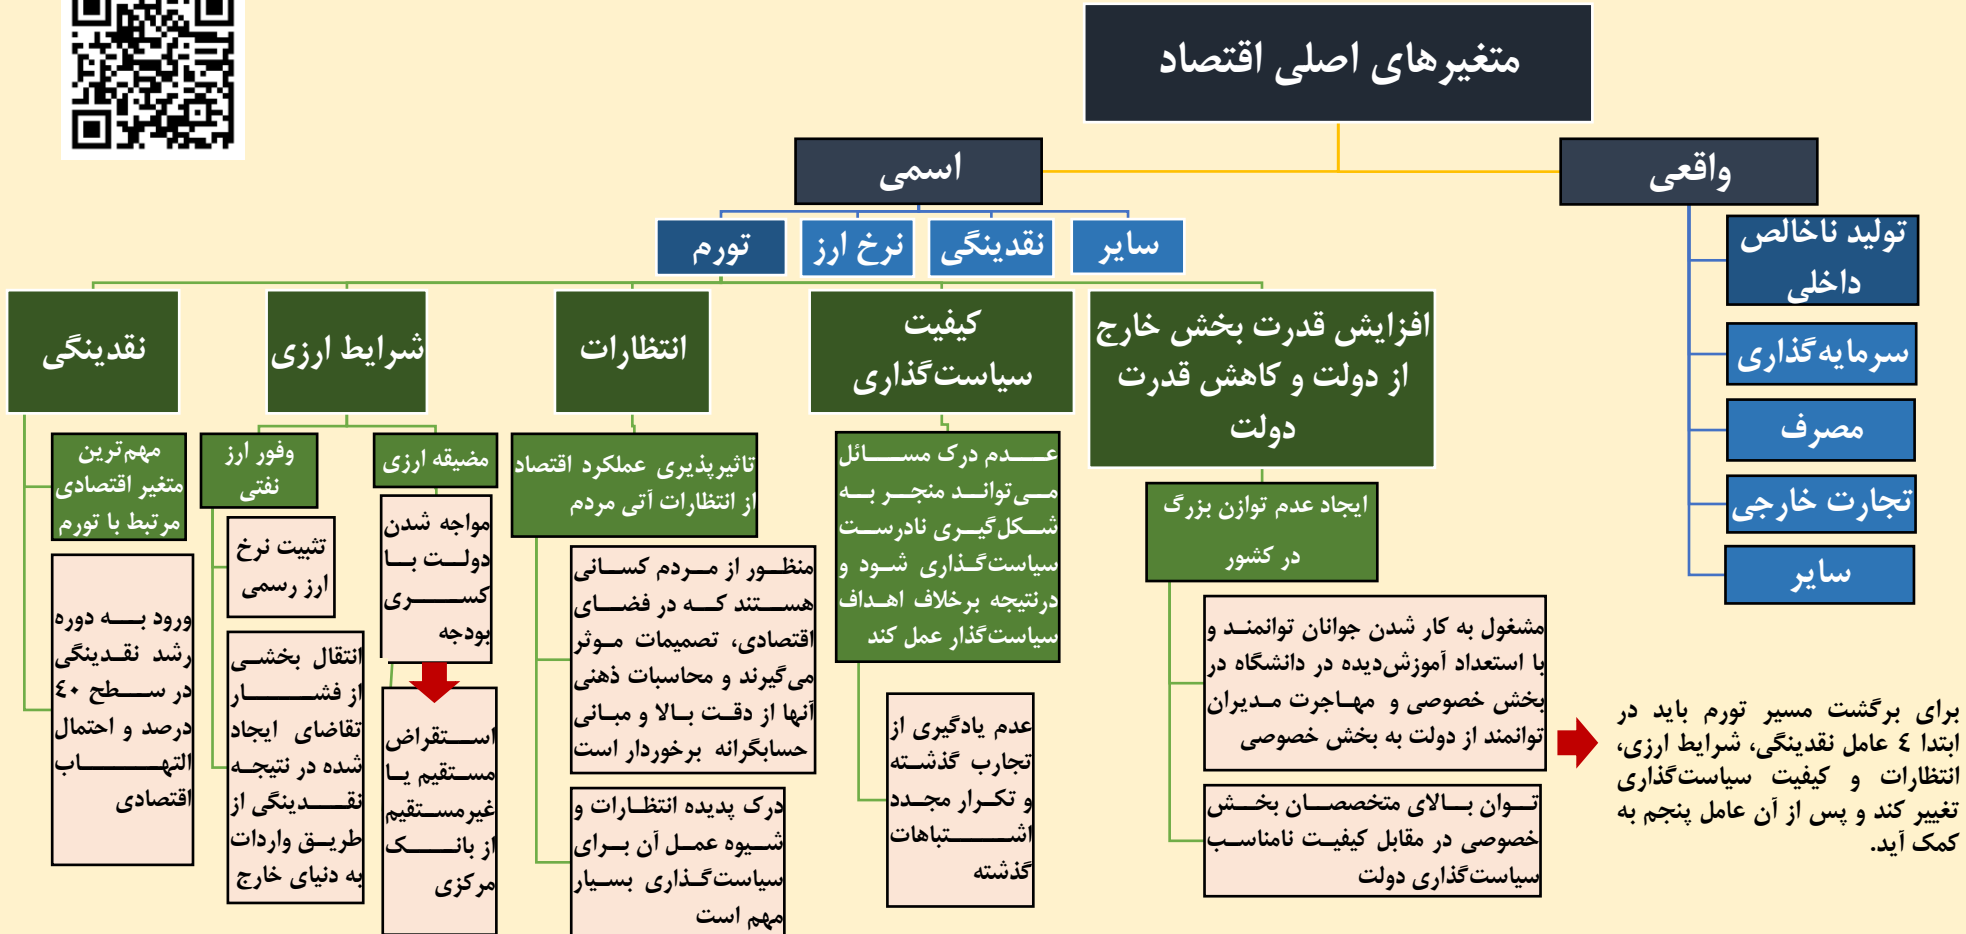 متغیرهای اصلی اقتصاد
واقعی
تولید ناخالص
داخلی
سرمایه‌گذاری
مصرف
تجارت خارجی
سایر
اسمی
سایر
نقدینگی
نرخ ارز
تورم
افزایش قدرت بخش خارج
از دولت و کاهش قدرت
دولت
ایجاد عدم توازن بزرگ
در کشور
مشغول به کار شدن جوانان توانمند و
با استعداد آموزش‌دیده در دانشگاه در
بخش خصوصی و مهاجرت مدیران
توانمند از دولت به بخش خصوصی
توان بالای متخصصان بخش
خصوصی در مقابل کیفیت نامناسب
سیاست‌گذاری دولت
کیفیت
سیاست‌گذاری
عدم درک مسائل
می‌تواند منجر به
شکل‌گیری نادرست
سیاست‌گذاری شود و
درنتیجه برخلاف اهداف
سیاست‌گذار عمل کند
عدم یادگیری از
تجارب گذشته
و تکرار مجدد
اشتباهات
گذشته
انتظارات
تاثیرپذیری عملکرد اقتصاد
از انتظارات آتی مردم
منظور از مردم کسانی
هستند که در فضای
اقتصادی، تصمیمات موثر
می‌گیرند و محاسبات ذهنی
آنها از دقت بالا و مبانی
حسابگرانه برخوردار است
درک پدیده انتظارات و
شیوه عمل آن برای
سیاست‌گذاری بسیار
مهم است
شرایط ارزی
مضیقه ارزی
مواجه شدن
دولت با
کسری
بودجه
استقراض
مستقیم یا
غیرمستقیم
از بانک
مرکزی
وفور ارز
نفتی
تثبیت نرخ
ارز رسمی
انتقال بخشی
از فشار
تقاضای ایجاد
شده در نتیجه
نقدینگی از
طریق واردات
به دنیای خارج
نقدینگی
مهم‌ترین
متغیر اقتصادی
مرتبط با تورم
ورود به دوره
رشد نقدینگی
در سطح ۴۰
درصد و احتمال
التهاب
اقتصادی
برای برگشت مسیر تورم باید در
ابتدا ۴ عامل نقدینگی، شرایط ارزی،
انتظارات و کیفیت سیاست‌گذاری
تغییر کند و پس از آن عامل پنجم به
کمک آید.